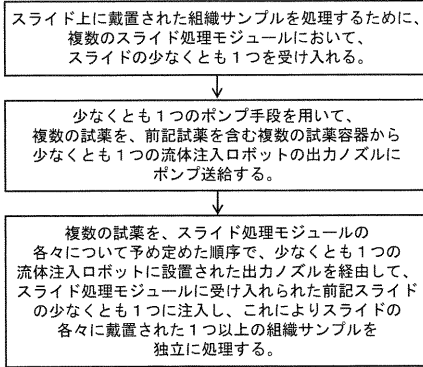 スライド上に戴置された組織サンプルを処理するために、
複数のスライド処理モジュールにおいて、
スライドの少なくとも１つを受け入れる。
少なくとも１つのポンプ手段を用いて、
複数の試薬を、前記試薬を含む複数の試薬容器から
少なくとも１つの流体注入ロボットの出力ノズルに
ポンプ送給する。
複数の試薬を、スライド処理モジュールの
各々について予め定めた順序で、少なくとも１つの
流体注入ロボットに設置された出力ノズルを経由して、
スライド処理モジュールに受け入れられた前記スライド
の少なくとも１つに注入し、これによりスライドの
各々に戴置された１つ以上の組織サンプルを
独立に処理する。